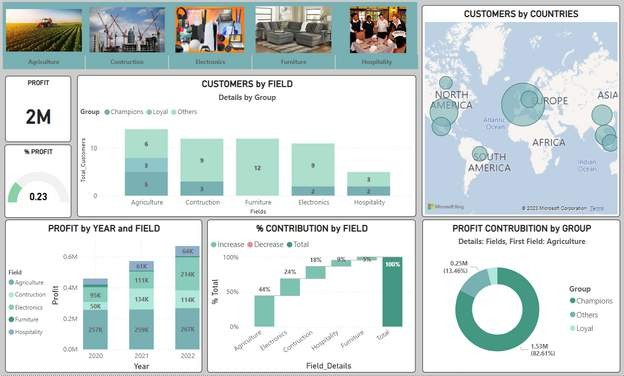 Agriculture
Contruction
Electronics
Furniture
Hospitality
PROFIT
2M
% PROFIT
0.23
CUSTOMERS by FIELD
Details by Group
Group Champions Loyal Others
Total_Customers
10
0
6
3
5
9
3
12
9
2
3
2
Agriculture
Contruction
Furniture
Electronics
Hospitality
Fields
CUSTOMERS by COUNTRIES
NORTH
AMERICA
EUROPE
ASIA
Atlantic
Ocean
AFRICA
SOUTH
AMERICA
Indian
Ocean
Microsoft Bing
© 2023 Microsoft Corporation Terms
PROFIT by YEAR and FIELD
Field
Agriculture
Contruction
Electronics
Furniture
Hospitality
Profit
0.6M
0.4M
0.2M
0.0M
95K
50K
257K
61K
111K
134K
259K
64K
214K
114K
267K
2020
2021
2022
Year
% CONTRIBUTION by FIELD
Increase Decrease Total
% Total
100%
50%
0%
44%
24%
18%
9%
5%
100%
Agriculture
Electronics
Contruction
Hospitality
Furniture
Total
Field_Details
PROFIT CONTRUBITION by GROUP
Details: Fields, First Field: Agriculture
0.25M
(13.46%)
1.53M
(82.61%)
Group
Champions
Others
Loyal